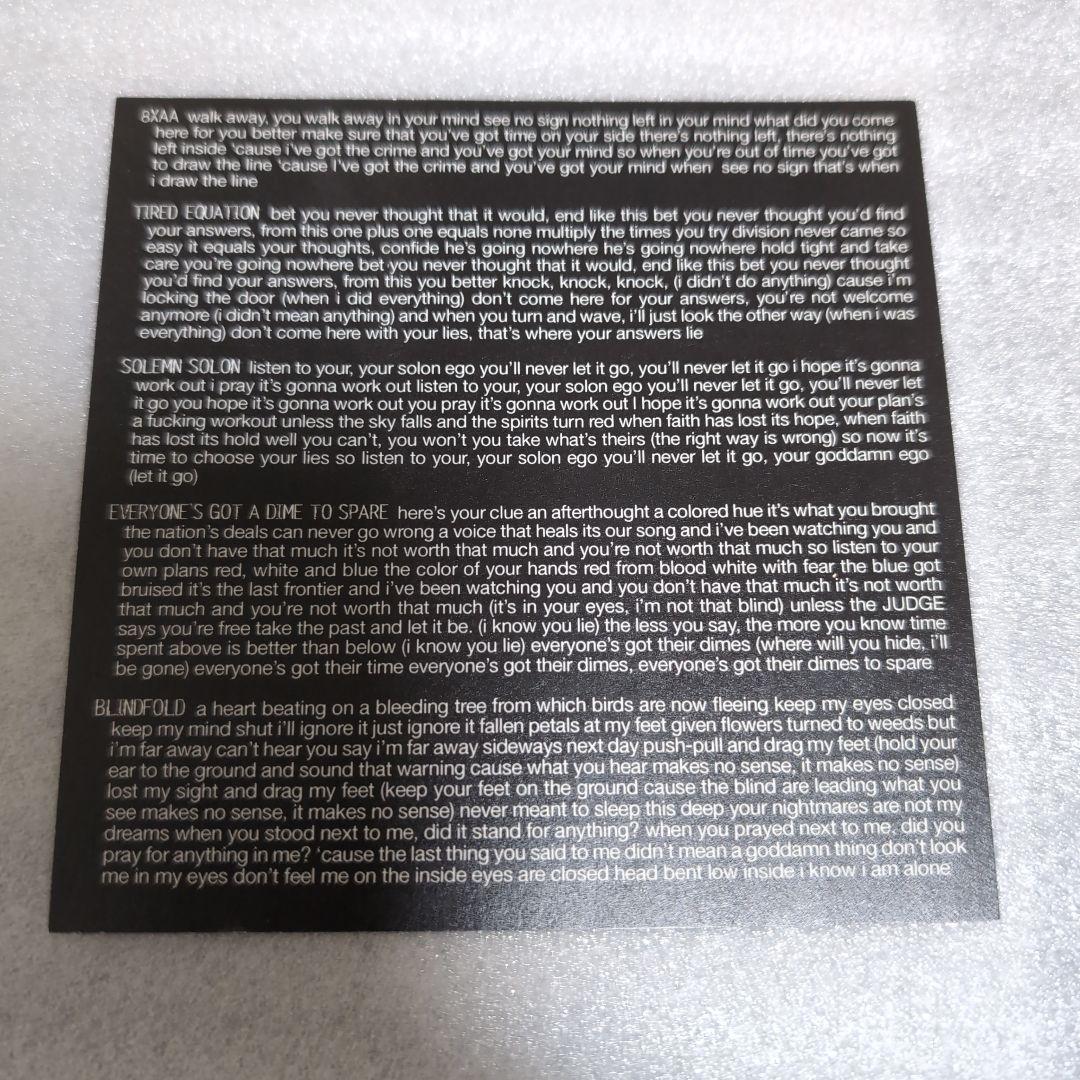 8XAA walk away, you walk away in your mind see no sign nothing left in your mind what did you come
here for you better make sure that you've got time on your side there's nothing left, there's nothing
left inside 'cause i've got the crime and you've got your mind so when you're out of time you've got
to draw the line 'cause I've got the crime and you've got your mind when see no sign that's when
i draw the line
TIRED EQUATION bet you never thought that it would, end like this bet you never thought you'd find
your answers, from this one plus one equals none multiply the times you try division never came so
easy it equals your thoughts, confide he's going nowhere he's going nowhere hold tight and take
care you're going nowhere bet you never thought that it would, end like this bet you never thought
you'd find your answers, from this you better knock, knock, knock, (i didn't do anything) cause i'm
locking the door (when i did everything) don't come here for your answers, you're not welcome
anymore (i didn't mean anything) and when you turn and wave, i'll just look the other way (when i was
everything) don't come here with your lies, that's where your answers lie
SOLEMN SOLON listen to your, your solon ego you'll never let it go, you'll never let it go i hope it's gonna
work out i pray it's gonna work out listen to your, your solon ego you'll never let it go, you'll never let
it go you hope it's gonna work out you pray it's gonna work out I hope it's gonna work out your plan's
a fucking workout unless the sky falls and the spirits turn red when faith has lost its hope, when faith
has lost its hold well you can't, you won't you take what's theirs (the right way is wrong) so now it's
time to choose your lies so listen to your, your solon ego you'll never let it go, your goddamn ego
(let it go)
EVERYONE'S GOT A DIME TO SPARE here's your clue an afterthought a colored hue it's what you brought
the nation's deals can never go wrong a voice that heals its our song and i've been watching you and
you don't have that much it's not worth that much and you're not worth that much so listen to your
own plans red, white and blue the color of your hands red from blood white with fear, the blue got
bruised it's the last frontier and i've been watching you and you don't have that much it's not worth
that much and you're not worth that much (it's in your eyes, i'm not that blind) unless the JUDGE
says you're free take the past and let it be. (i know you lie) the less you say, the more you know time
spent above is better than below (i know you lie) everyone's got their dimes (where will you hide, i'll
be gone) everyone's got their time everyone's got their dimes, everyone's got their dimes to spare
BLINDFOLD a heart beating on a bleeding tree from which birds are now fleeing keep my eyes closed
keep my mind shut i'll ignore it just ignore it fallen petals at my feet given flowers turned to weeds but
i'm far away can't hear you say i'm far away sideways next day push-pull and drag my feet (hold your
ear to the ground and sound that warning cause what you hear makes no sense, it makes no sense)
lost my sight and drag my feet (keep your feet on the ground cause the blind are leading what you
see makes no sense, it makes no sense) never meant to sleep this deep your nightmares are not my
dreams when you stood next to me, did it stand for anything? when you prayed next to me, did you
pray for anything in me? 'cause the last thing you said to me didn't mean a goddamn thing don't look
me in my eyes don't feel me on the inside eyes are closed head bent low inside i know i am alone